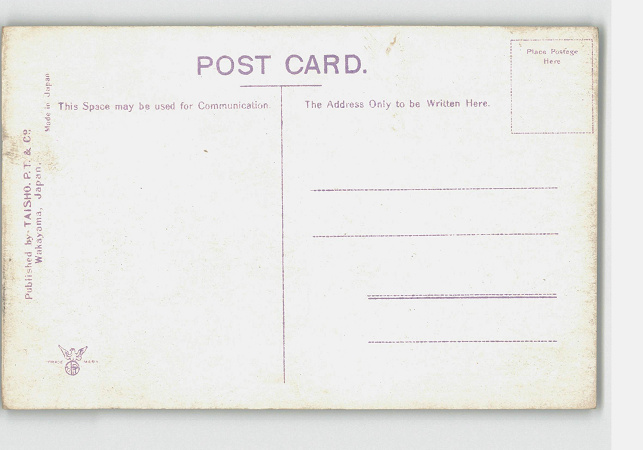 POST CARD.
Place Postage
Here
This Space may be used for Communication.
The Address Only to be Written Here.
Made in Japan
Published by TAISHO. P. T. & Co.
Wakayama, Japan.
TRADE MARK